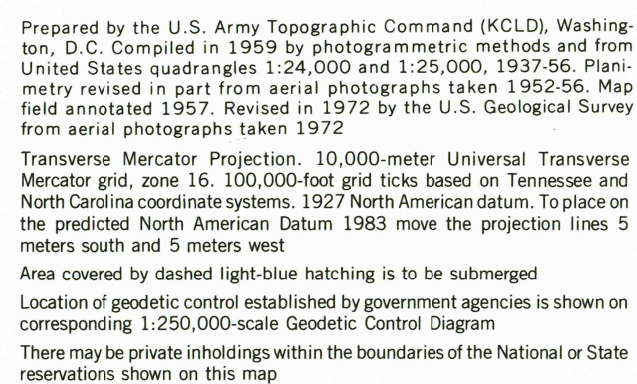 Prepared by the U.S. Army Topographic Command (KCLD), Washing-
ton, D.C. Compiled in 1959 by photogrammetric methods and from
United States quadrangles 1:24,000 and 1:25,000, 1937-56. Plani-
metry revised in part from aerial photographs taken 1952-56. Map
field annotated 1957. Revised in 1972 by the U.S. Geological Survey
from aerial photographs taken 1972
Transverse Mercator Projection. 10,000-meter Universal Transverse
Mercator grid, zone 16. 100,000-foot grid ticks based on Tennessee and
North Carolina coordinate systems. 1927 North American datum. To place on
the predicted North American Datum 1983 move the projection lines 5
meters south and 5 meters west
Area covered by dashed light-blue hatching is to be submerged
Location of geodetic control established by government agencies is shown on
corresponding 1:250,000-scale Geodetic Control Diagram
There may be private inholdings within the boundaries of the National or State
reservations shown on this map